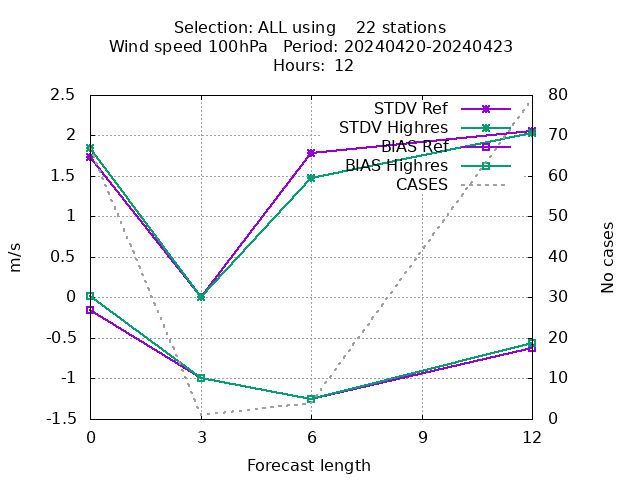 Selection: ALL using    22 stations
Wind speed 100hPa   Period: 20240420-20240423
Hours:  12
2.5
2
1.5
1
0.5
0
-0.5
-1
-1.5
m/s
80
70
60
50
40
30
20
10
0
No cases
STDV Ref
STDV Highres
BIAS Ref
BIAS Highres
CASES
0
3
6
9
12
Forecast length